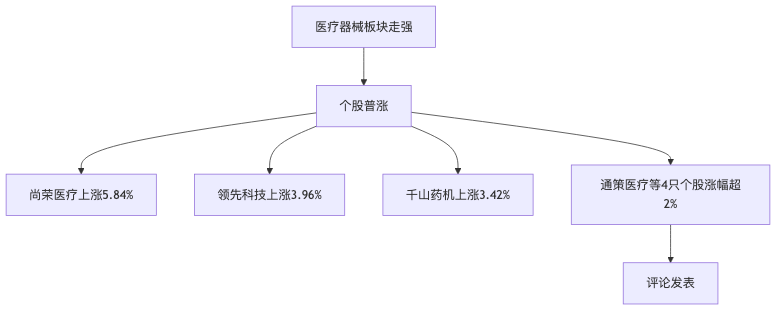 医疗器械板块走强
个股普涨
尚荣医疗上涨5.84%
领先科技上涨3.96%
千山药机上涨3.42%
通策医疗等4只个股涨幅超
2%
评论发表